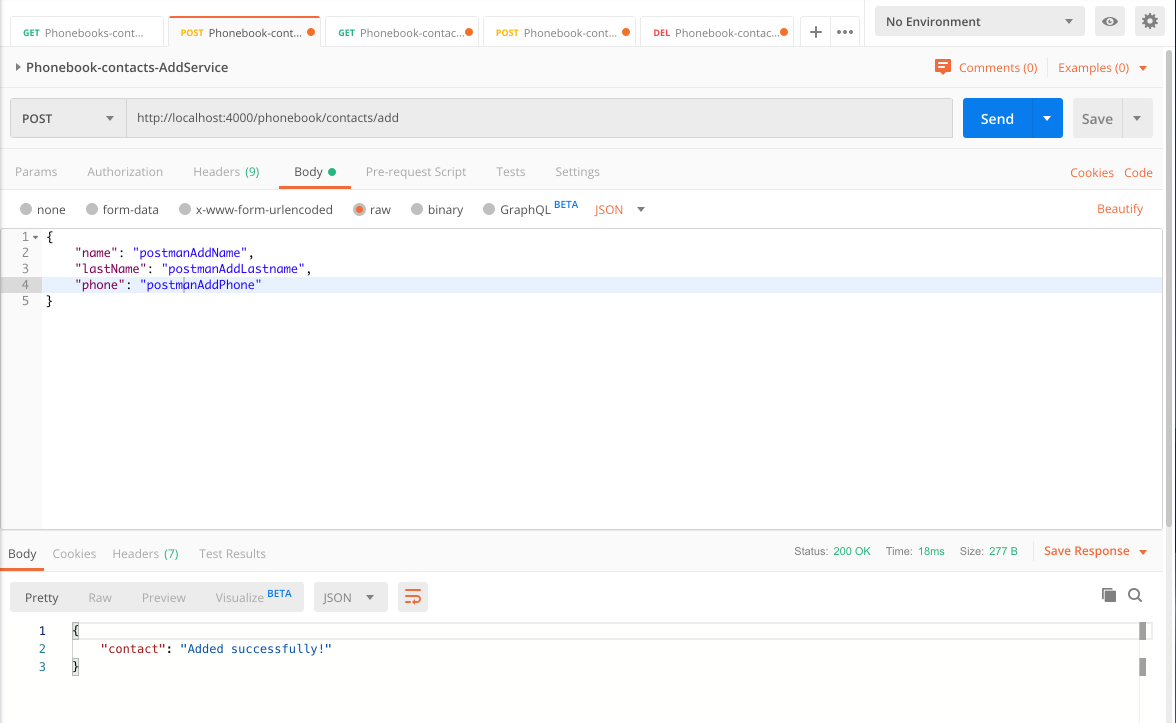 GET Phonebooks-cont...
POST Phonebook-cont...
GET Phonebook-contac...
POST Phonebook-cont...
DEL Phonebook-contac...
+
•••
No Environment
Phonebook-contacts-AddService
Comments (0)
Examples (0)
POST
http://localhost:4000/phonebook/contacts/add
Send
Save
Params Authorization Headers (9) Body Pre-request Script Tests Settings
Cookies Code
none form-data x-www-form-urlencoded raw binary GraphQL BETA JSON
Beautify
1 {
2 "name": "postmanAddName",
3 "lastName": "postmanAddLastname",
4 "phone": "postmanAddPhone"
5 }
Body Cookies Headers (7) Test Results
Status: 200 OK Time: 18ms Size: 277 B
Save Response
Pretty Raw Preview Visualize BETA JSON
1 {
2 "contact": "Added successfully!"
3 }